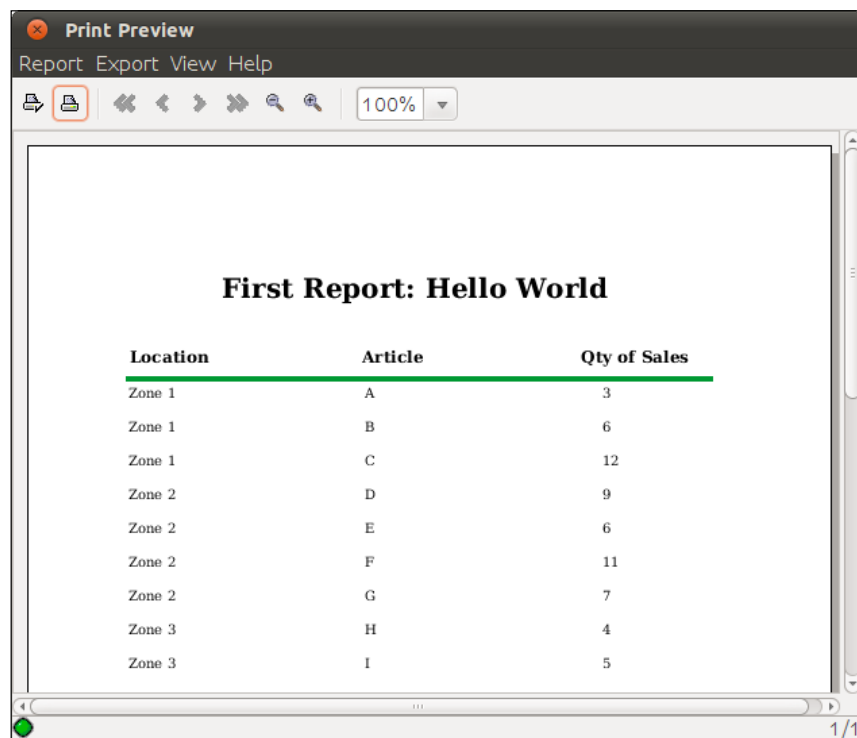 Print Preview
Report Export View Help
100%
First Report: Hello World
Location Article Qty of Sales
Zone 1 A 3
Zone 1 B 6
Zone 1 C 12
Zone 2 D 9
Zone 2 E 6
Zone 2 F 11
Zone 2 G 7
Zone 3 H 4
Zone 3 I 5
1/1